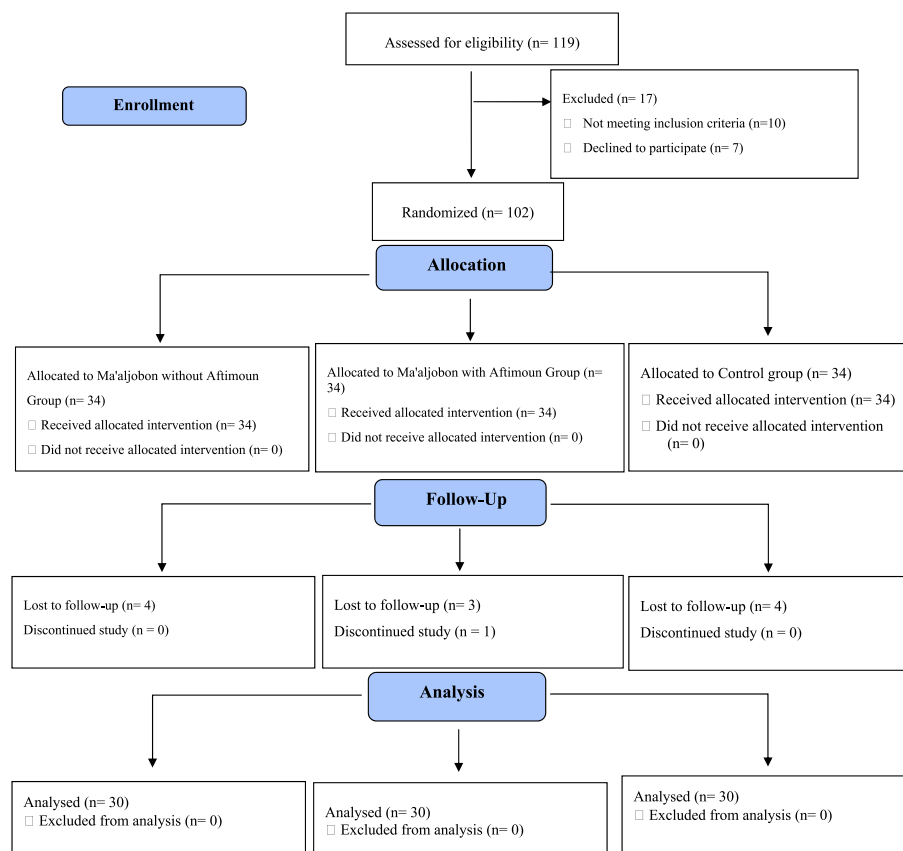 Assessed for eligibility (n= 119)
Enrollment
Excluded (n= 17)
□ Not meeting inclusion criteria (n=10)
□ Declined to participate (n= 7)
Randomized (n= 102)
Allocation
Allocated to Ma'aljobon without Aftimoun
Group (n= 34)
□ Received allocated intervention (n= 34)
□ Did not receive allocated intervention (n= 0)
Allocated to Ma'aljobon with Aftimoun Group (n=
34)
□ Received allocated intervention (n= 34)
□ Did not receive allocated intervention (n= 0)
Allocated to Control group (n= 34)
□ Received allocated intervention (n= 34)
□ Did not receive allocated intervention
(n= 0)
Follow-Up
Lost to follow-up (n= 4)
Discontinued study (n = 0)
Lost to follow-up (n= 3)
Discontinued study (n = 1)
Lost to follow-up (n= 4)
Discontinued study (n = 0)
Analysis
Analysed (n= 30)
□ Excluded from analysis (n= 0)
Analysed (n= 30)
□ Excluded from analysis (n= 0)
Analysed (n= 30)
□ Excluded from analysis (n= 0)